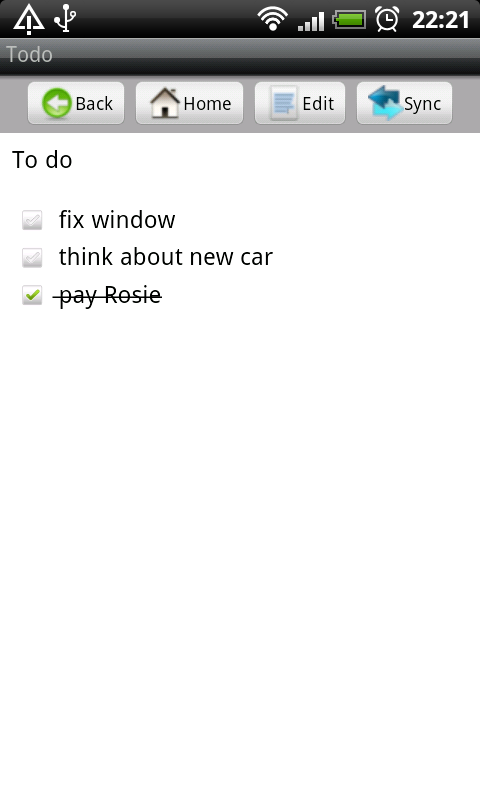 22:21
Todo
Back Home Edit Sync
To do
fix window
think about new car
pay Rosie